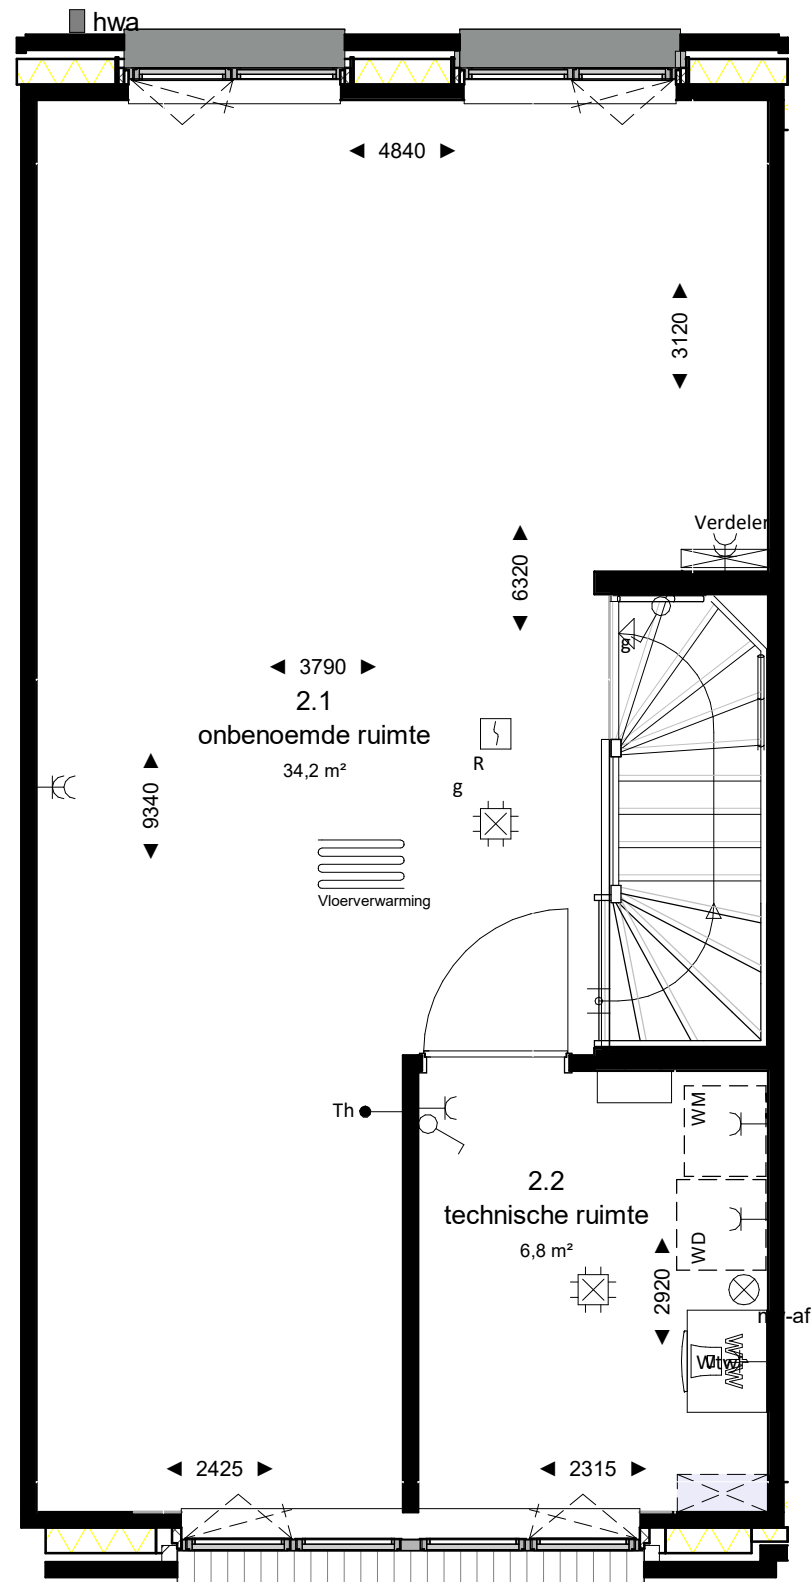 hwa
4840
3120
Verdeler
6320
g
3790
2.1
onbenoemde ruimte
34,2 m²
R
g
9340
Vloerverwarming
Th
WM
2.2
technische ruimte
6,8 m²
WD
2920
2425
2315